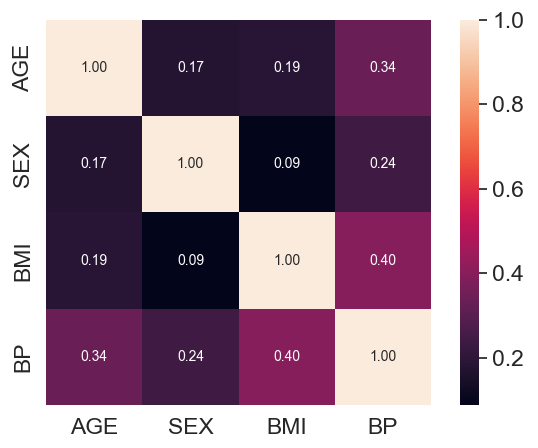 AGE 1.00 0.17 0.19 0.34
SEX 0.17 1.00 0.09 0.24
BMI 0.19 0.09 1.00 0.40
BP 0.34 0.24 0.40 1.00
AGE SEX BMI BP
1.0
0.8
0.6
0.4
0.2